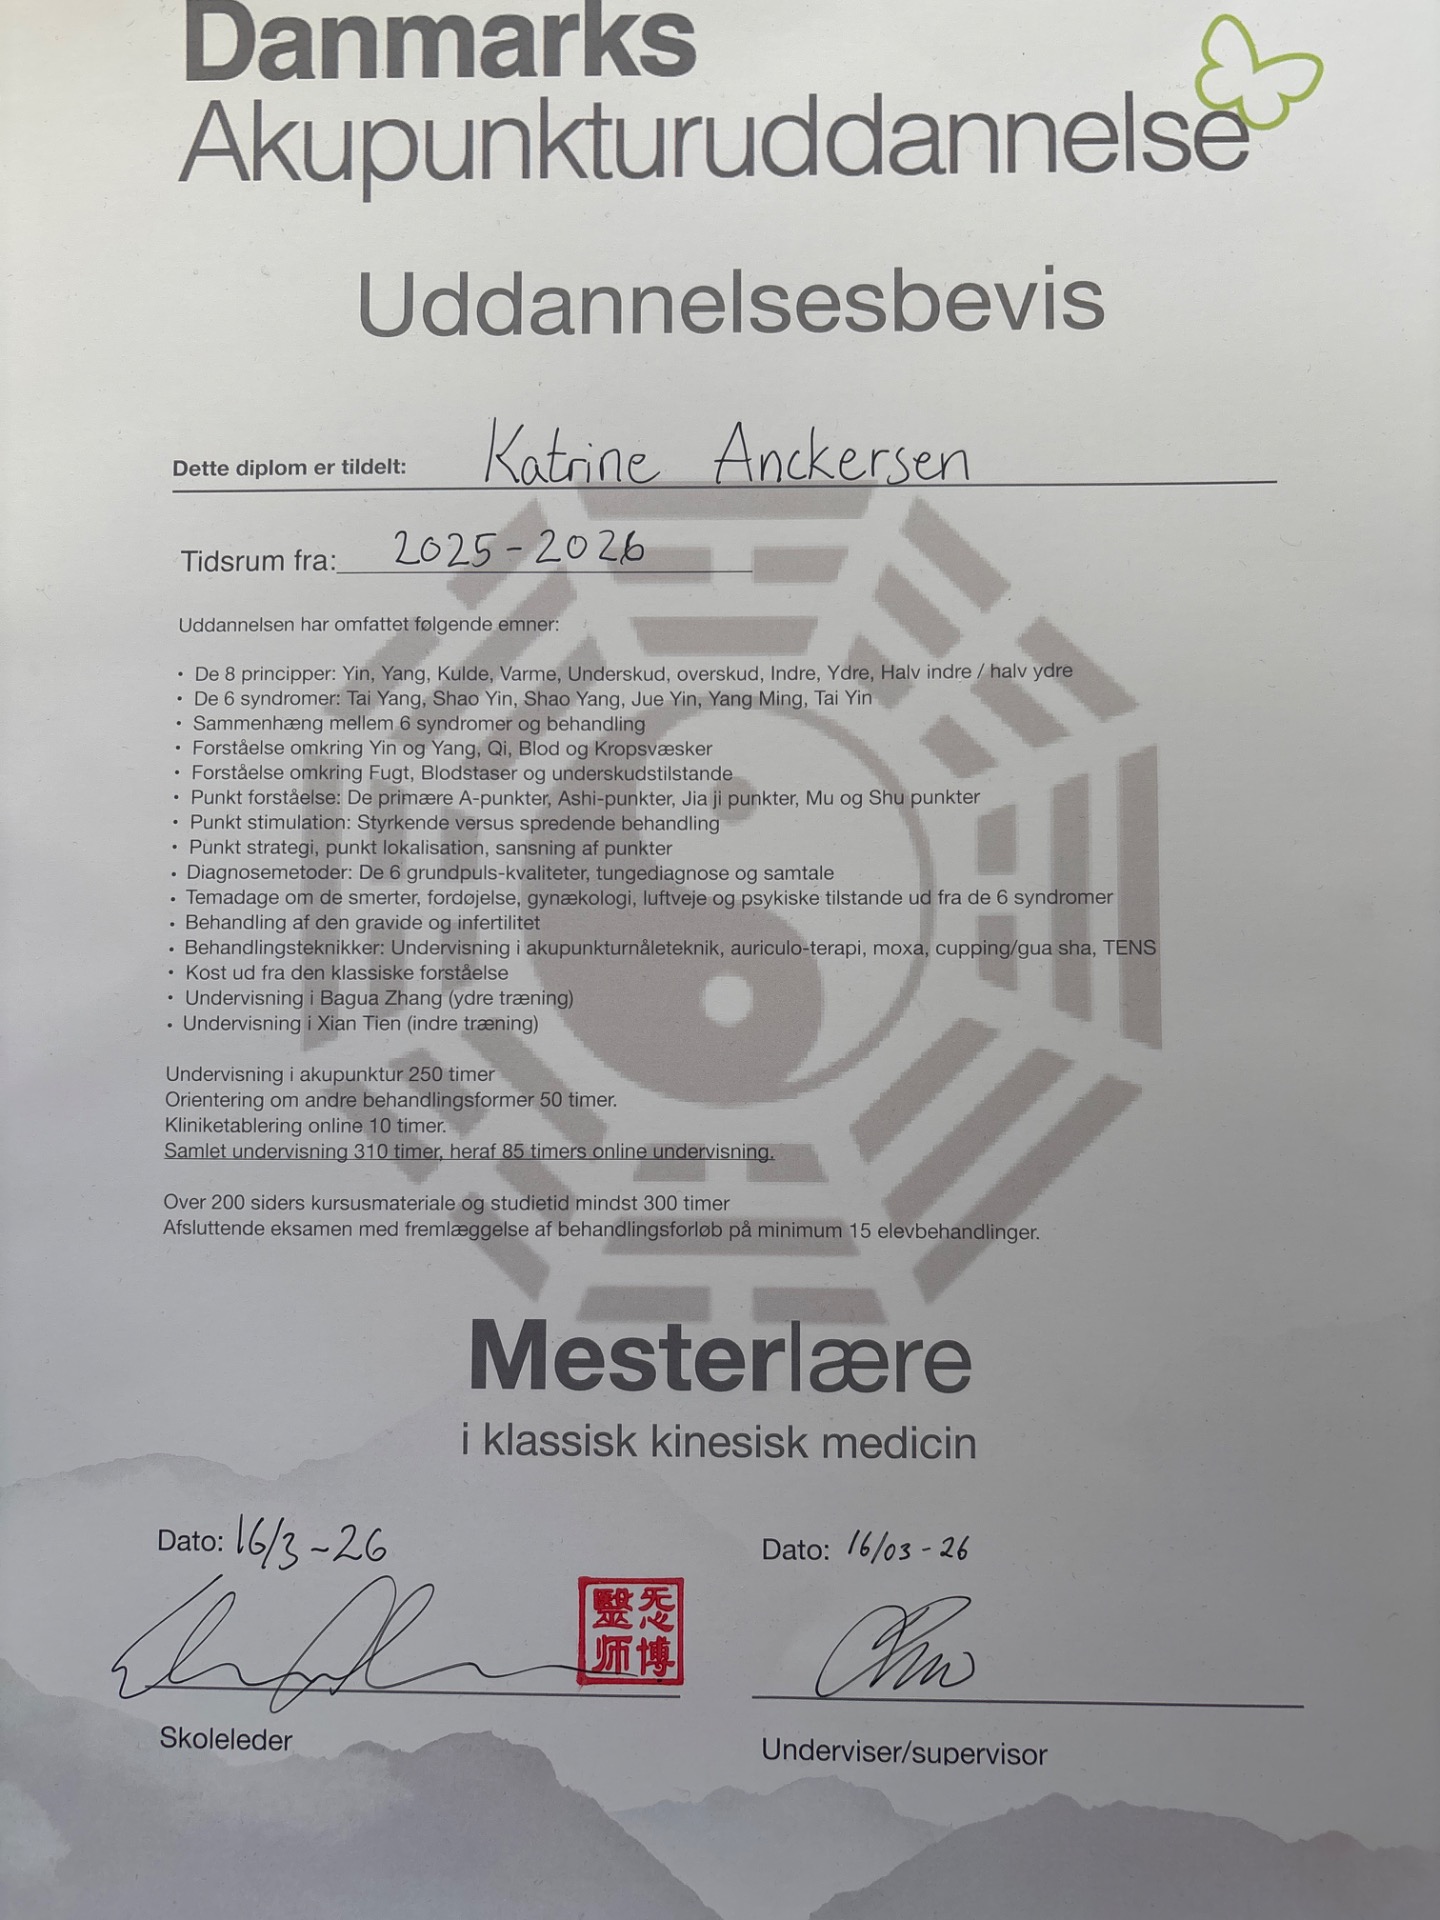 Danmarks
Akupunkturuddannelse
Uddannelsesbevis
Dette diplom er tildelt: Katrine Anckersen
Tidsrum fra: 2025-2026
Uddannelsen har omfattet følgende emner:
• De 8 principper: Yin, Yang, Kulde, Varme, Underskud, overskud, Indre, Ydre, Halv indre / halv ydre
• De 6 syndromer: Tai Yang, Shao Yin, Shao Yang, Jue Yin, Yang Ming, Tai Yin
• Sammenhæng mellem 6 syndromer og behandling
• Forståelse omkring Yin og Yang, Qi, Blod og Kropsvæsker
• Forståelse omkring Fugt, Blodstaser og underskudstilstande
• Punkt forståelse: De primære A-punkter, Ashi-punkter, Jia ji punkter, Mu og Shu punkter
• Punkt stimulation: Styrkende versus spredende behandling
• Punkt strategi, punkt lokalisation, sansning af punkter
• Diagnosemetoder: De 6 grundpuls-kvaliteter, tungediagnose og samtale
• Temadage om de smerter, fordøjelse, gynækologi, luftveje og psykiske tilstande ud fra de 6 syndromer
• Behandling af den gravide og infertilitet
• Behandlingsteknikker: Undervisning i akupunkturnåleteknik, auriculo-terapi, moxa, cupping/gua sha, TENS
• Kost ud fra den klassiske forståelse
• Undervisning i Bagua Zhang (ydre træning)
• Undervisning i Xian Tien (indre træning)
Undervisning i akupunktur 250 timer
Orientering om andre behandlingsformer 50 timer.
Kliniketablering online 10 timer.
Samlet undervisning 310 timer, heraf 85 timers online undervisning.
Over 200 siders kursusmateriale og studietid mindst 300 timer
Afsluttende eksamen med fremlæggelse af behandlingsforløb på minimum 15 elevbehandlinger.
Mesterlære
i klassisk kinesisk medicin
Dato: 16/3-26
Dato: 16/03-26
博
醫师
Skoleleder
Underviser/supervisor